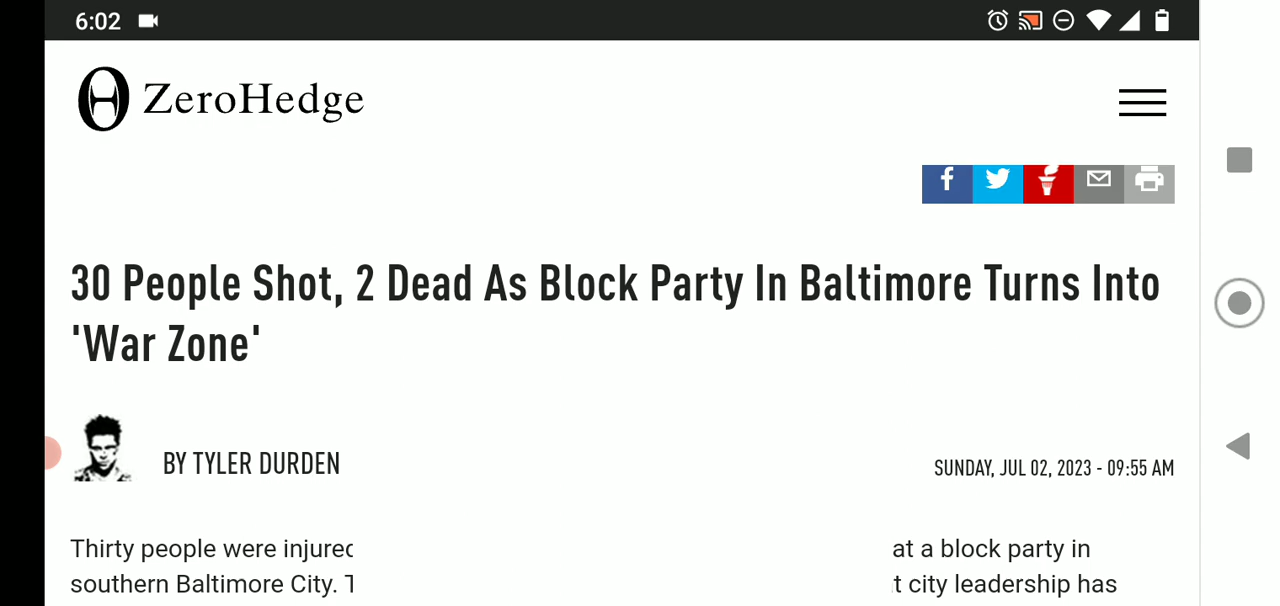 6:02
ZeroHedge
30 People Shot, 2 Dead As Block Party In Baltimore Turns Into
'War Zone'
BY TYLER DURDEN
SUNDAY, JUL 02, 2023 - 09:55 AM
Thirty people were injured at a block party in
southern Baltimore City. city leadership has